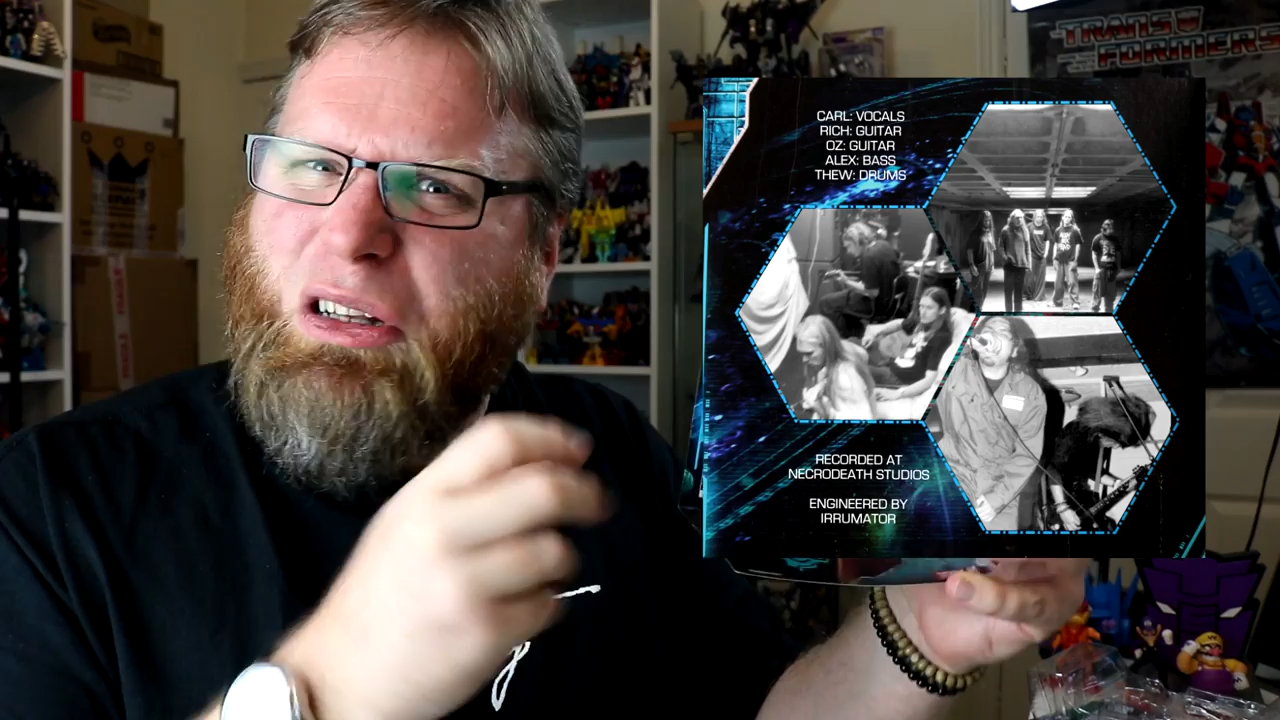 TRANSFORMERS
CARL: VOCALS
RICH: GUITAR
OZ: GUITAR
ALEX: BASS
THEW: DRUMS
RECORDED AT
NECRODEATH STUDIOS
ENGINEERED BY
IRRUMATOR